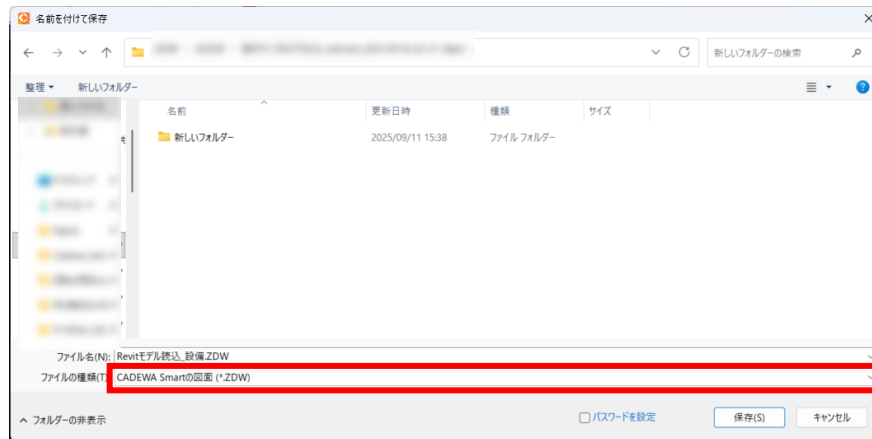 名前を付けて保存
新しいフォルダーの検索
整理 新しいフォルダー
名前 更新日時 種類 サイズ
新しいフォルダー 2025/09/11 15:38 ファイル フォルダー
ファイル名(N): Revitモデル読込_設備.ZDW
ファイルの種類(T): CADEWA Smartの図面 (*.ZDW)
フォルダーの非表示 パスワードを設定 保存(S) キャンセル